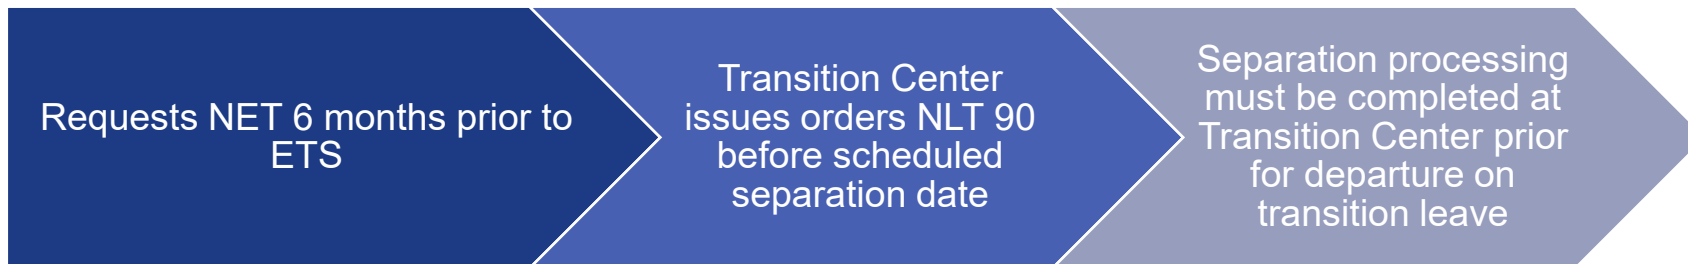 Requests NET 6 months prior to
ETS
Transition Center
issues orders NLT 90
before scheduled
separation date
Separation processing
must be completed at
Transition Center prior
for departure on
transition leave